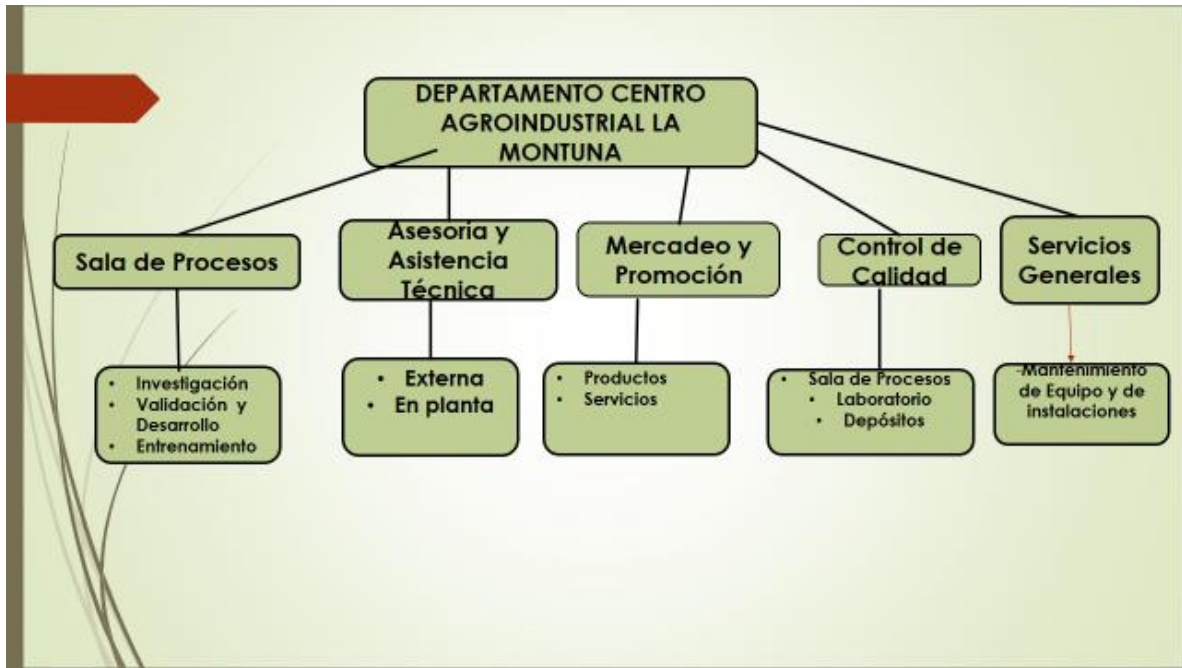 DEPARTAMENTO CENTRO
AGROINDUSTRIAL LA
MONTUNA
Sala de Procesos
Asesoria y
Asistencia
Técnica
Mercadeo y
Promoción
Control de
Calidad
Servicios
Generales
• Investigación
• Validación y
Desarrollo
• Entrenamiento
• Externa
• En planta
• Productos
• Servicios
• Sala de Procesos
• Laboratorio
• Depósitos
-Mantenimiento
de Equipo y de
instalaciones